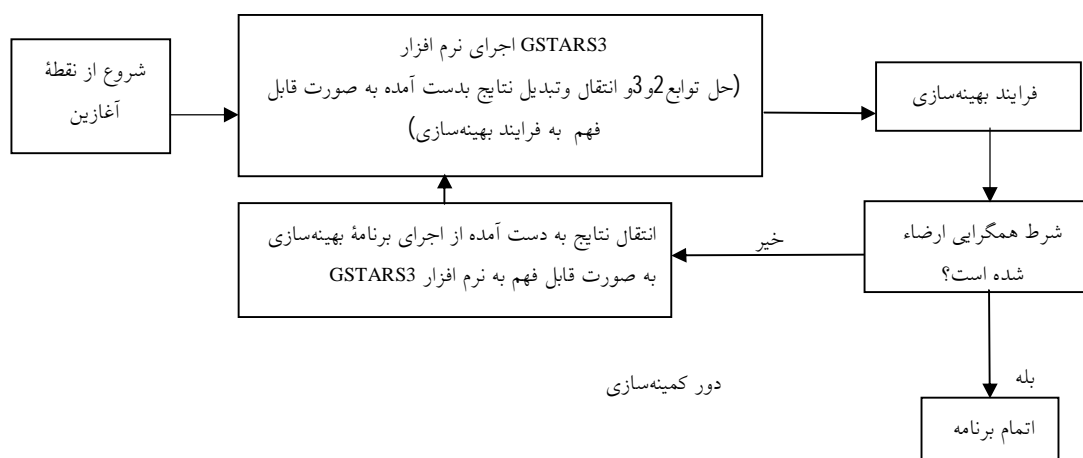 شروع از نقطۀ
آغازین
اجرای نرم افزار GSTARS3
(حل توابع2و3و انتقال وتبدیل نتایج بدست آمده به صورت قابل
فهم به فرایند بهینه‌سازی)
فرایند بهینه‌سازی
شرط همگرایی ارضاء
شده است؟
خیر
انتقال نتایج به دست آمده از اجرای برنامۀ بهینه‌سازی
به صورت قابل فهم به نرم افزار GSTARS3
بله
دور کمینه‌سازی
اتمام برنامه